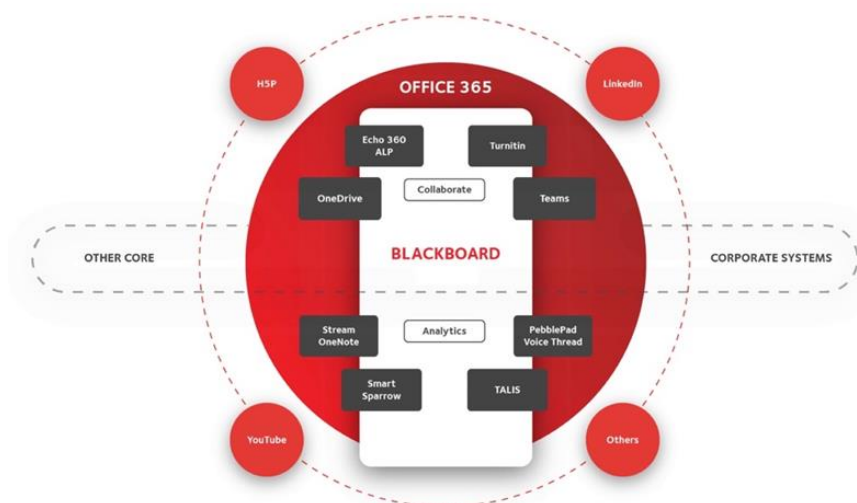 H5P
OFFICE 365
LinkedIn
Echo 360
ALP
Turnitin
OneDrive
Collaborate
Teams
OTHER CORE
BLACKBOARD
CORPORATE SYSTEMS
Stream
OneNote
Analytics
PebblePad
Voice Thread
Smart
Sparrow
TALIS
YouTube
Others